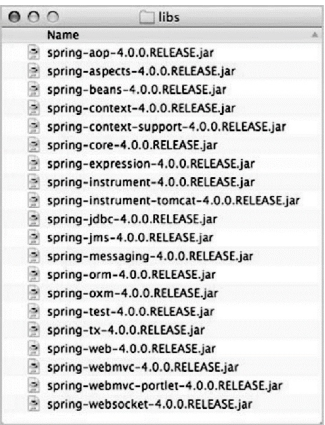 libs
Name
spring-aop-4.0.0.RELEASE.jar
spring-aspects-4.0.0.RELEASE.jar
spring-beans-4.0.0.RELEASE.jar
spring-context-4.0.0.RELEASE.jar
spring-context-support-4.0.0.RELEASE.jar
spring-core-4.0.0.RELEASE.jar
spring-expression-4.0.0.RELEASE.jar
spring-instrument-4.0.0.RELEASE.jar
spring-instrument-tomcat-4.0.0.RELEASE.jar
spring-jdbc-4.0.0.RELEASE.jar
spring-jms-4.0.0.RELEASE.jar
spring-messaging-4.0.0.RELEASE.jar
spring-orm-4.0.0.RELEASE.jar
spring-oxm-4.0.0.RELEASE.jar
spring-test-4.0.0.RELEASE.jar
spring-tx-4.0.0.RELEASE.jar
spring-web-4.0.0.RELEASE.jar
spring-webmvc-4.0.0.RELEASE.jar
spring-webmvc-portlet-4.0.0.RELEASE.jar
spring-websocket-4.0.0.RELEASE.jar